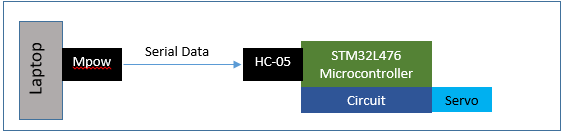 Laptop
Mpow
Serial Data
HC-05
STM32L476
Microcontroller
Circuit
Servo